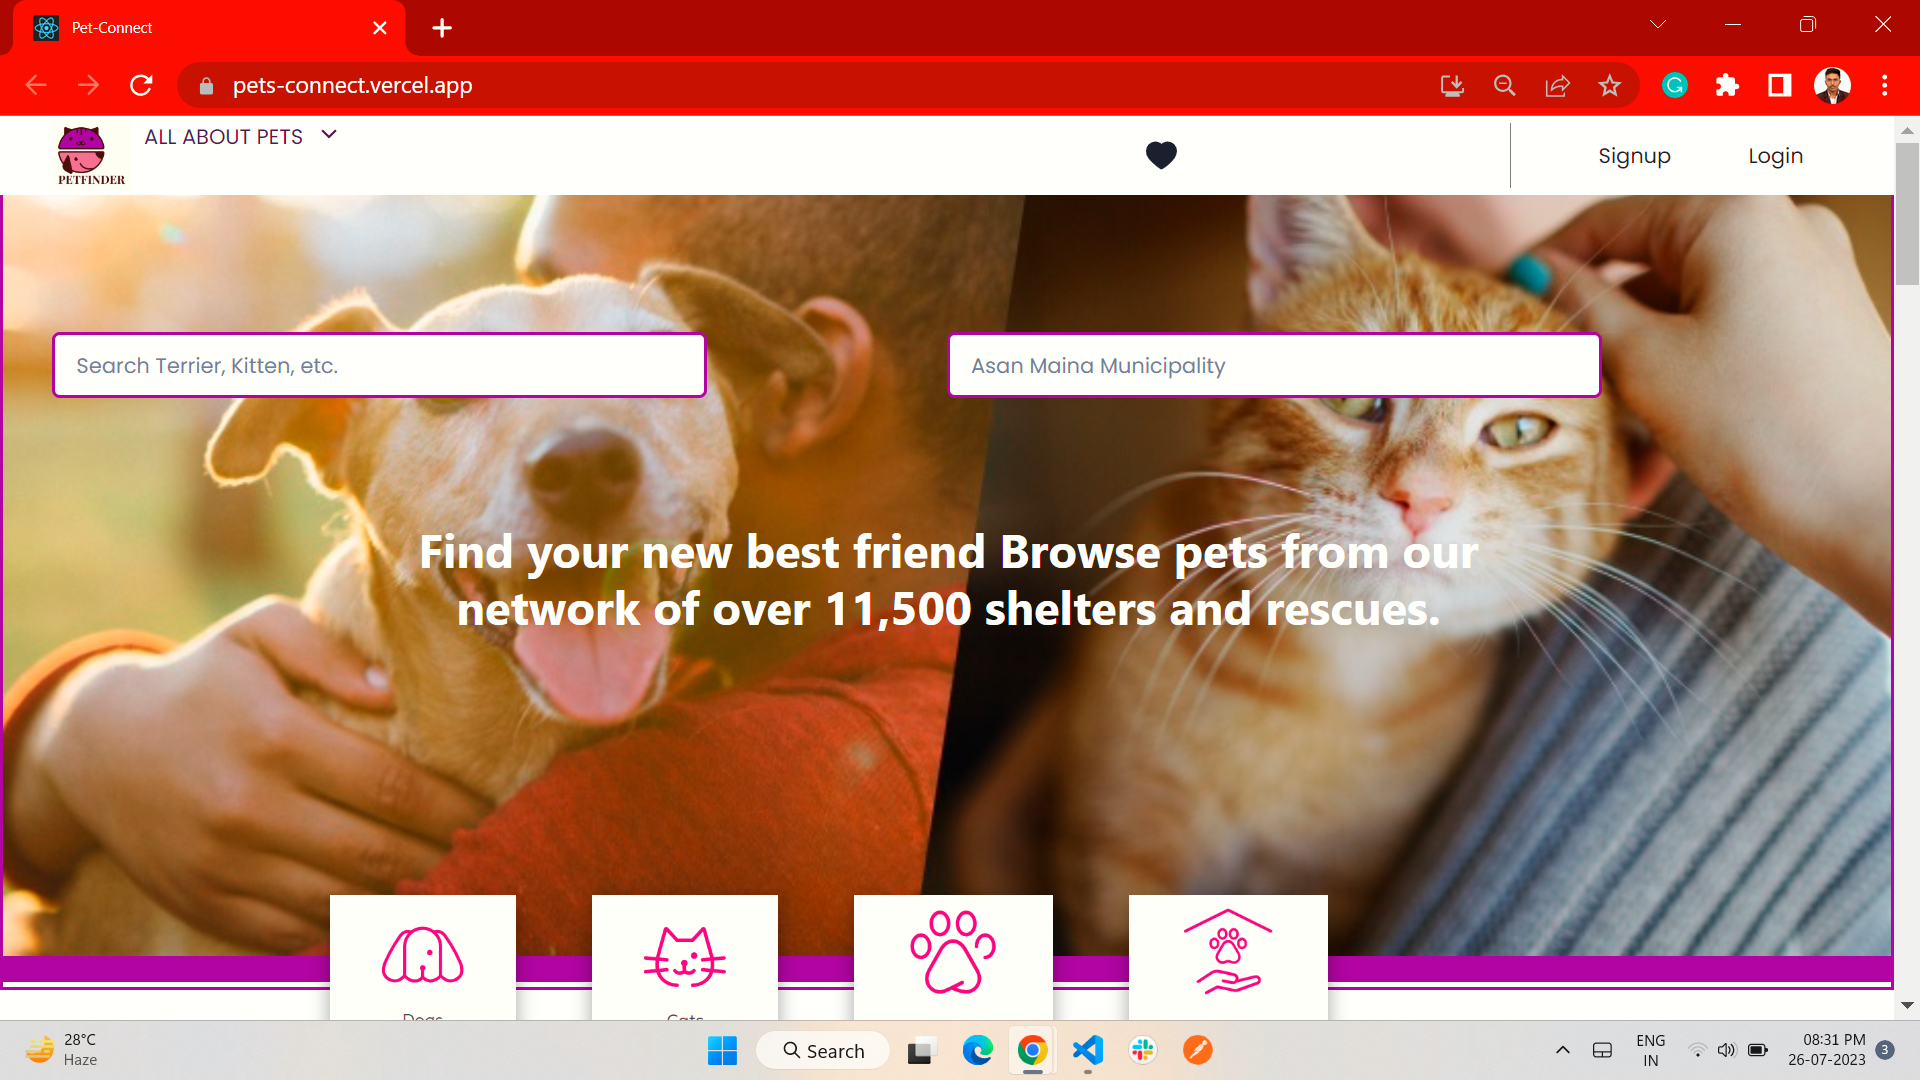 Pet-Connect
pets-connect.vercel.app
PETFINDER
ALL ABOUT PETS
Signup
Login
Search Terrier, Kitten, etc.
Asan Maina Municipality
Find your new best friend Browse pets from our
network of over 11,500 shelters and rescues.
Dogs
Cats
28°C
Haze
Search
ENG
IN
08:31 PM
26-07-2023
3